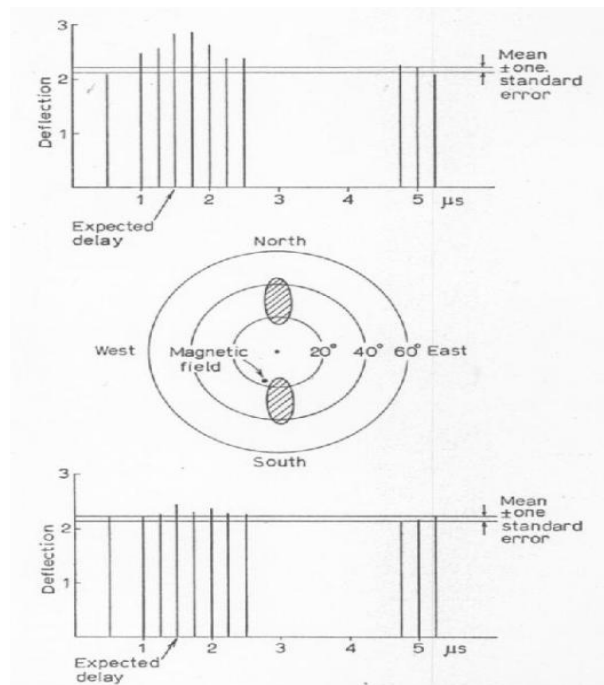 3
2
1
Deflection
Mean
±one
standard
error
1
2
3
4
5
μs
Expected
delay
North
West
Magnetic
field
20°
40°
60°
East
South
3
2
1
Deflection
Mean
±one
standard
error
1
2
3
4
5
μs
Expected
delay